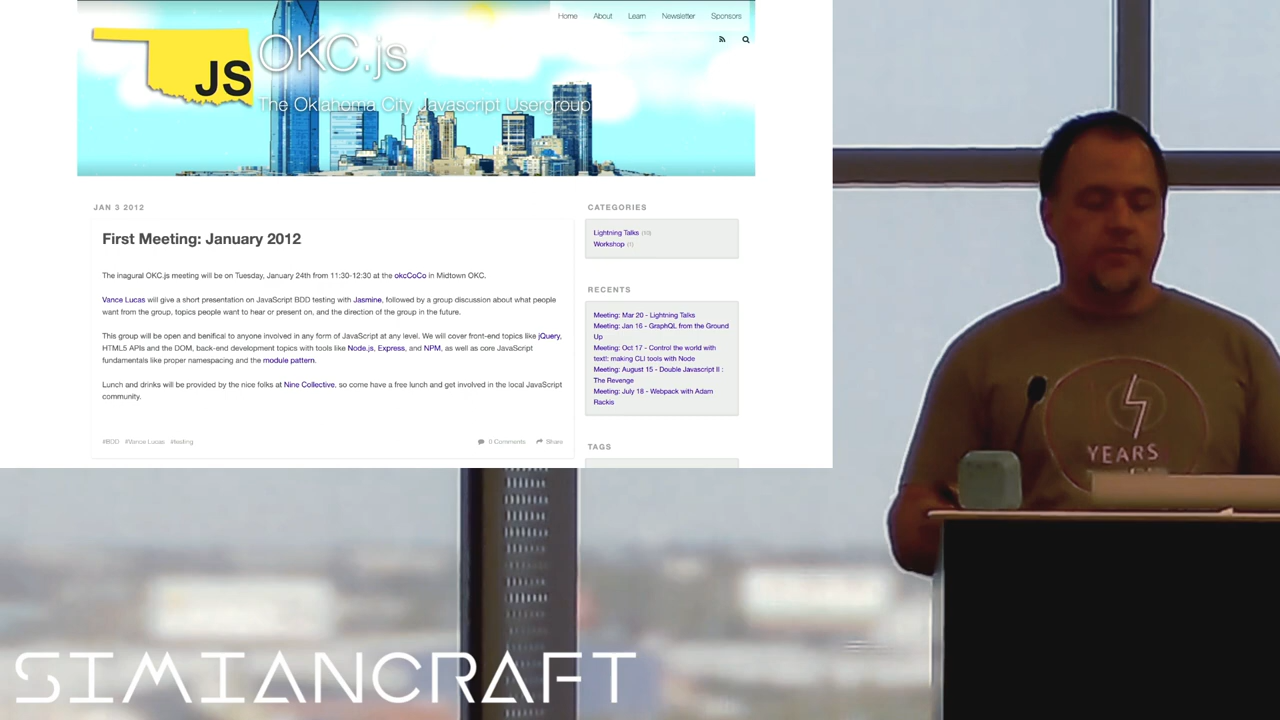 Home About Learn Newsletter Sponsors
JS
OKC.js
The Oklahoma City Javascript Usergroup
JAN 3 2012
First Meeting: January 2012
The inagural OKC.js meeting will be on Tuesday, January 24th from 11:30-12:30 at the okcCoCo in Midtown OKC.
Vance Lucas will give a short presentation on JavaScript BDD testing with Jasmine, followed by a group discussion about what people
want from the group, topics people want to hear or present on, and the direction of the group in the future.
This group will be open and benifical to anyone involved in any form of JavaScript at any level. We will cover front-end topics like jQuery,
HTML5 APIs and the DOM, back-end development topics with tools like Node.js, Express, and NPM, as well as core JavaScript
fundamentals like proper namespacing and the module pattern.
Lunch and drinks will be provided by the nice folks at Nine Collective, so come have a free lunch and get involved in the local JavaScript
community.
#BDD #Vance Lucas #testing
0 Comments Share
CATEGORIES
Lightning Talks (10)
Workshop (1)
RECENTS
Meeting: Mar 20 - Lightning Talks
Meeting: Jan 16 - GraphQL from the Ground
Up
Meeting: Oct 17 - Control the world with
text!: making CLI tools with Node
Meeting: August 15 - Double Javascript II :
The Revenge
Meeting: July 18 - Webpack with Adam
Rackis
TAGS
YEARS
SIMIANCRAFT